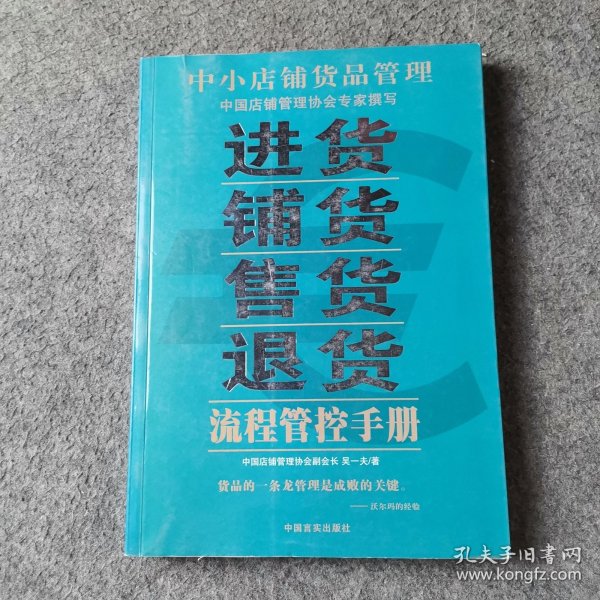 中小店铺货品管理
中国店铺管理协会专家撰写
进货
铺货
售货
退货
流程管控手册
中国店铺管理协会副会长 吴一夫/著
货品的一条龙管理是成败的关键。
——沃尔玛的经验
中国言实出版社
孔夫子旧书网
www.kongfz.com